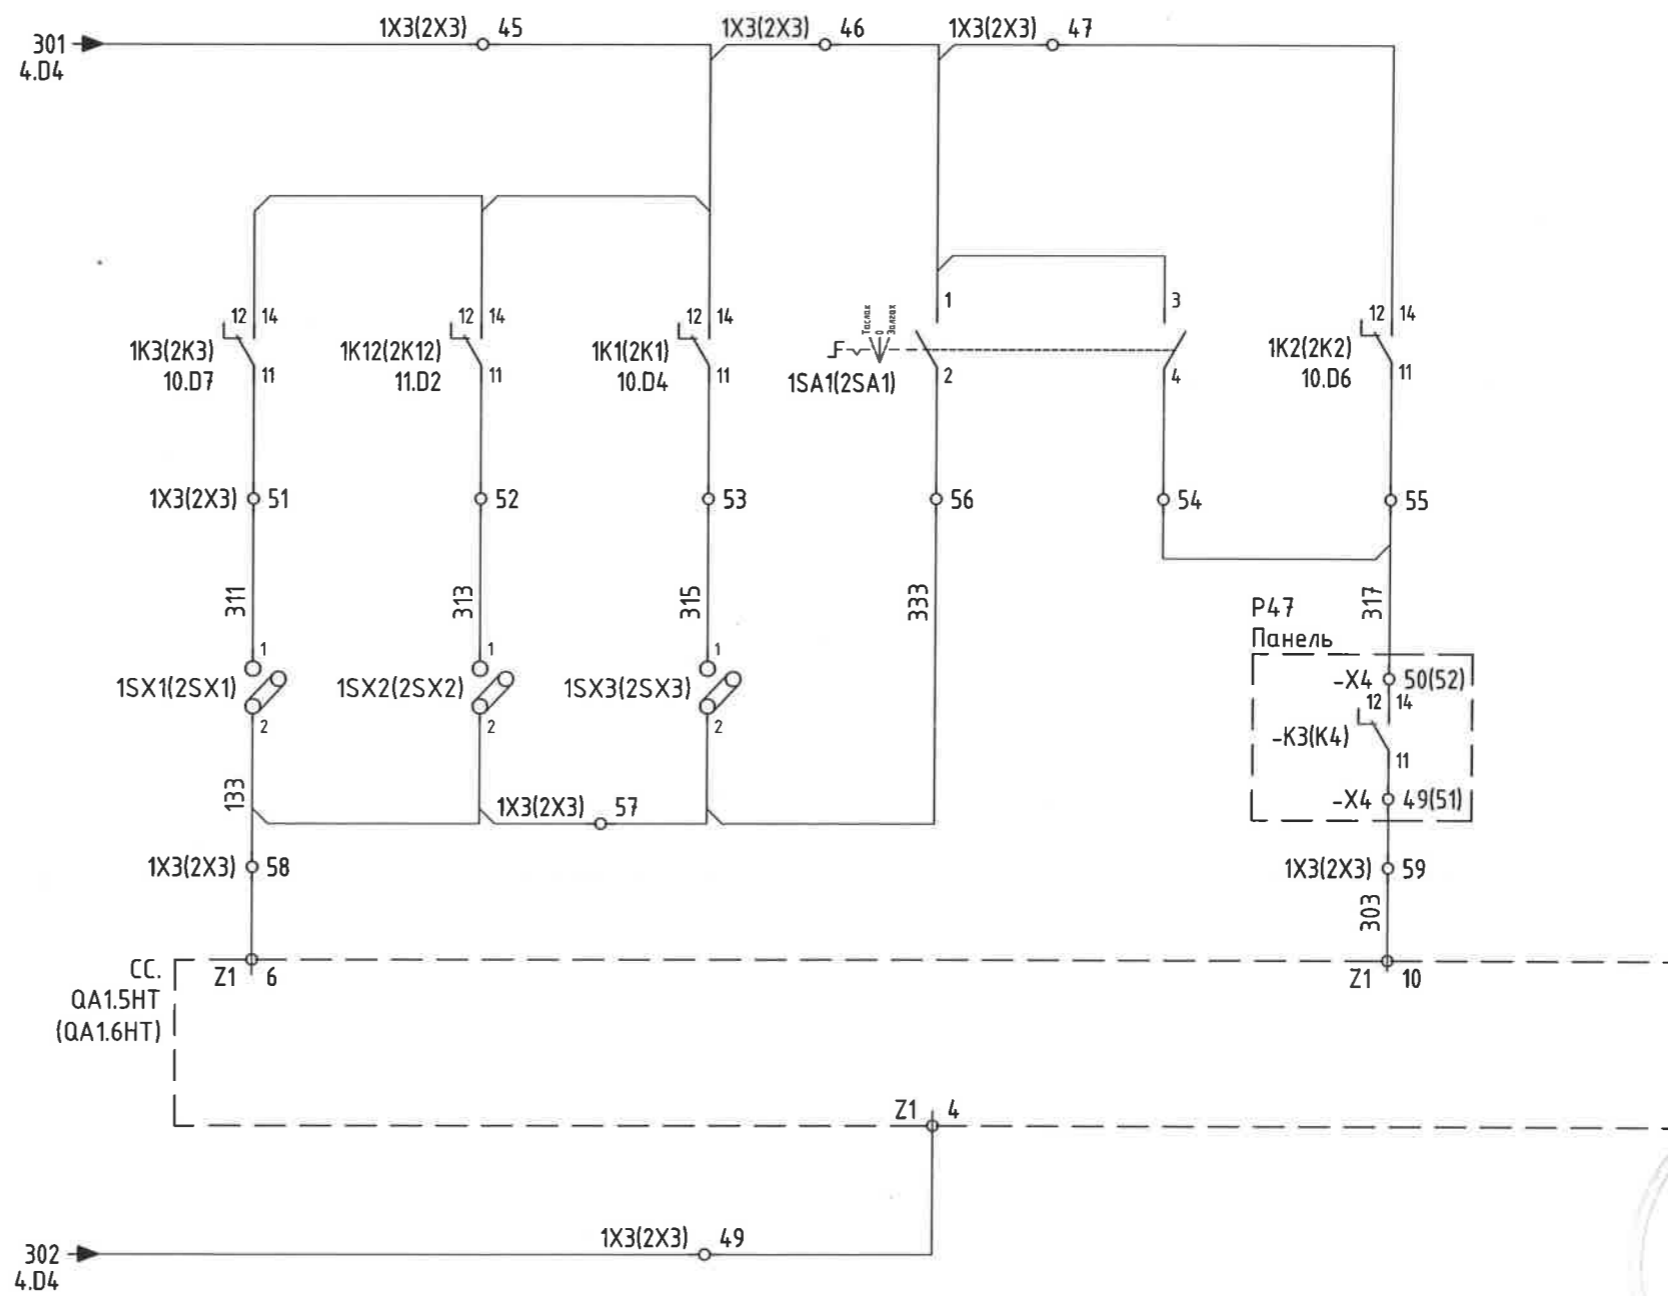 1X3(2X3) 45
1X3(2X3) 46
1X3(2X3) 47
301
4.D4
12 14
1K3(2K3)
10.D7
11
12 14
1K12(2K12)
11.D2
11
12 14
1K1(2K1)
10.D4
11
Таслах
0
Залгах
1SA1(2SA1)
1
2
3
4
12 14
1K2(2K2)
10.D6
11
1X3(2X3) 51
52
53
56
54
55
311
313
315
333
317
P47
Панель
-X4 50(52)
12 14
-K3(K4)
11
-X4 49(51)
1
1SX1(2SX1)
2
1
1SX2(2SX2)
2
1
1SX3(2SX3)
2
133
1X3(2X3) 57
1X3(2X3) 58
1X3(2X3) 59
303
CC.
QA1.5HT
(QA1.6HT)
Z1 6
Z1 10
Z1 4
1X3(2X3) 49
302
4.D4